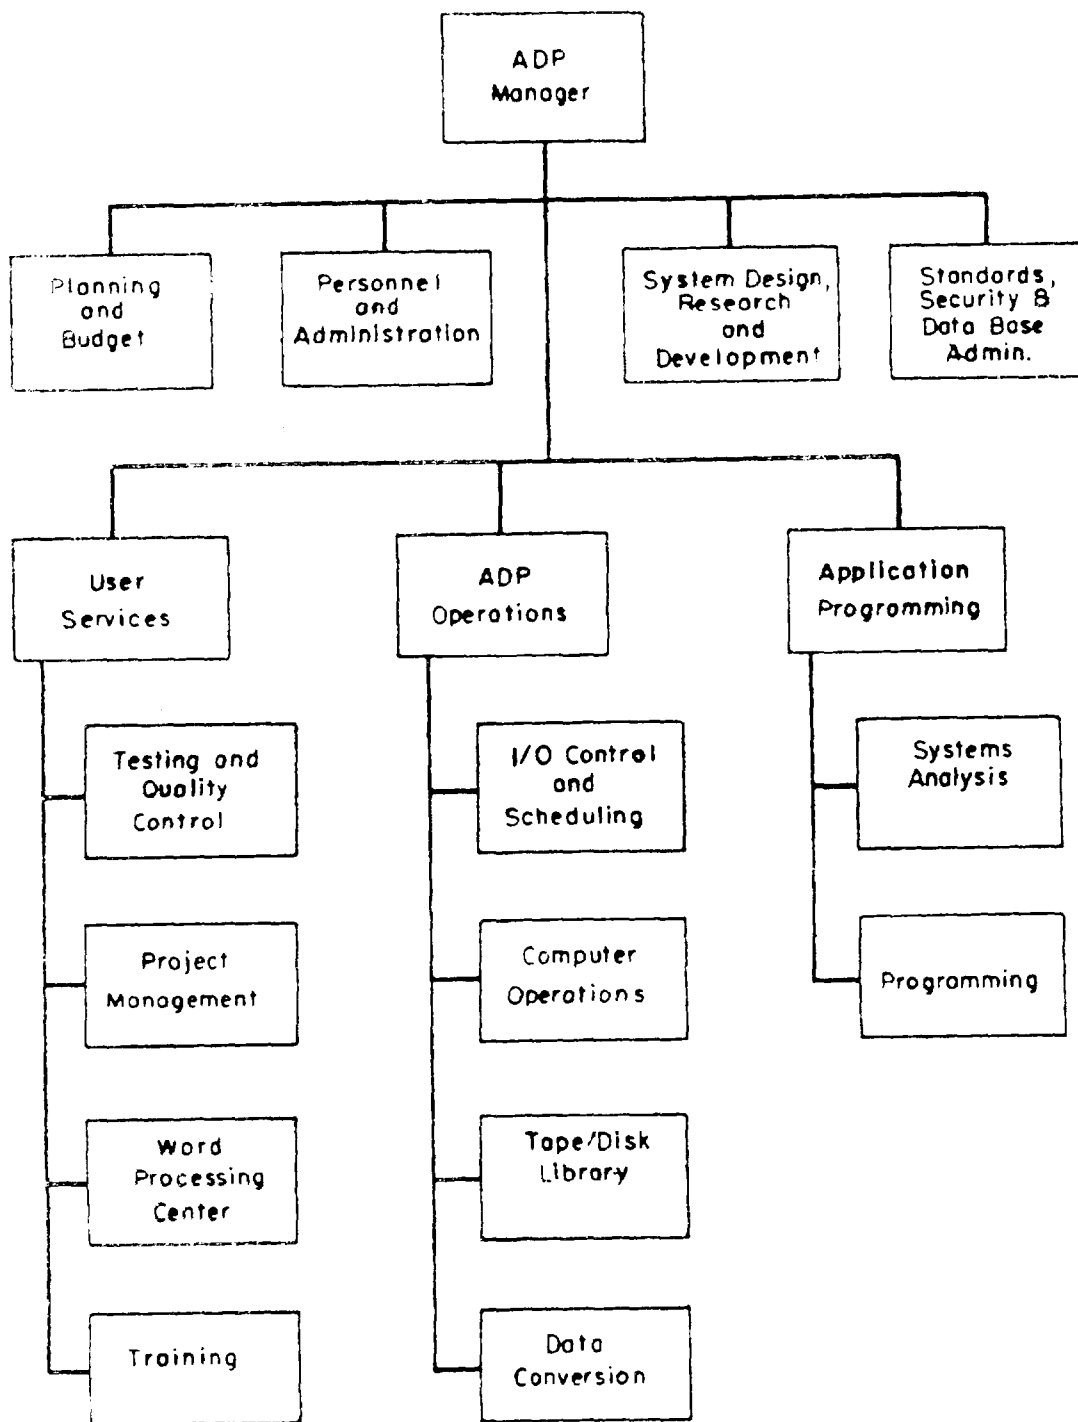 ADP
Manager
Planning
and
Budget
Personnel
and
Administration
System Design,
Research
and
Development
Standards,
Security &
Data Base
Admin.
User
Services
ADP
Operations
Application
Programming
Testing and
Quality
Control
I/O Control
and
Scheduling
Systems
Analysis
Project
Management
Computer
Operations
Programming
Word
Processing
Center
Tape/Disk
Library
Training
Data
Conversion